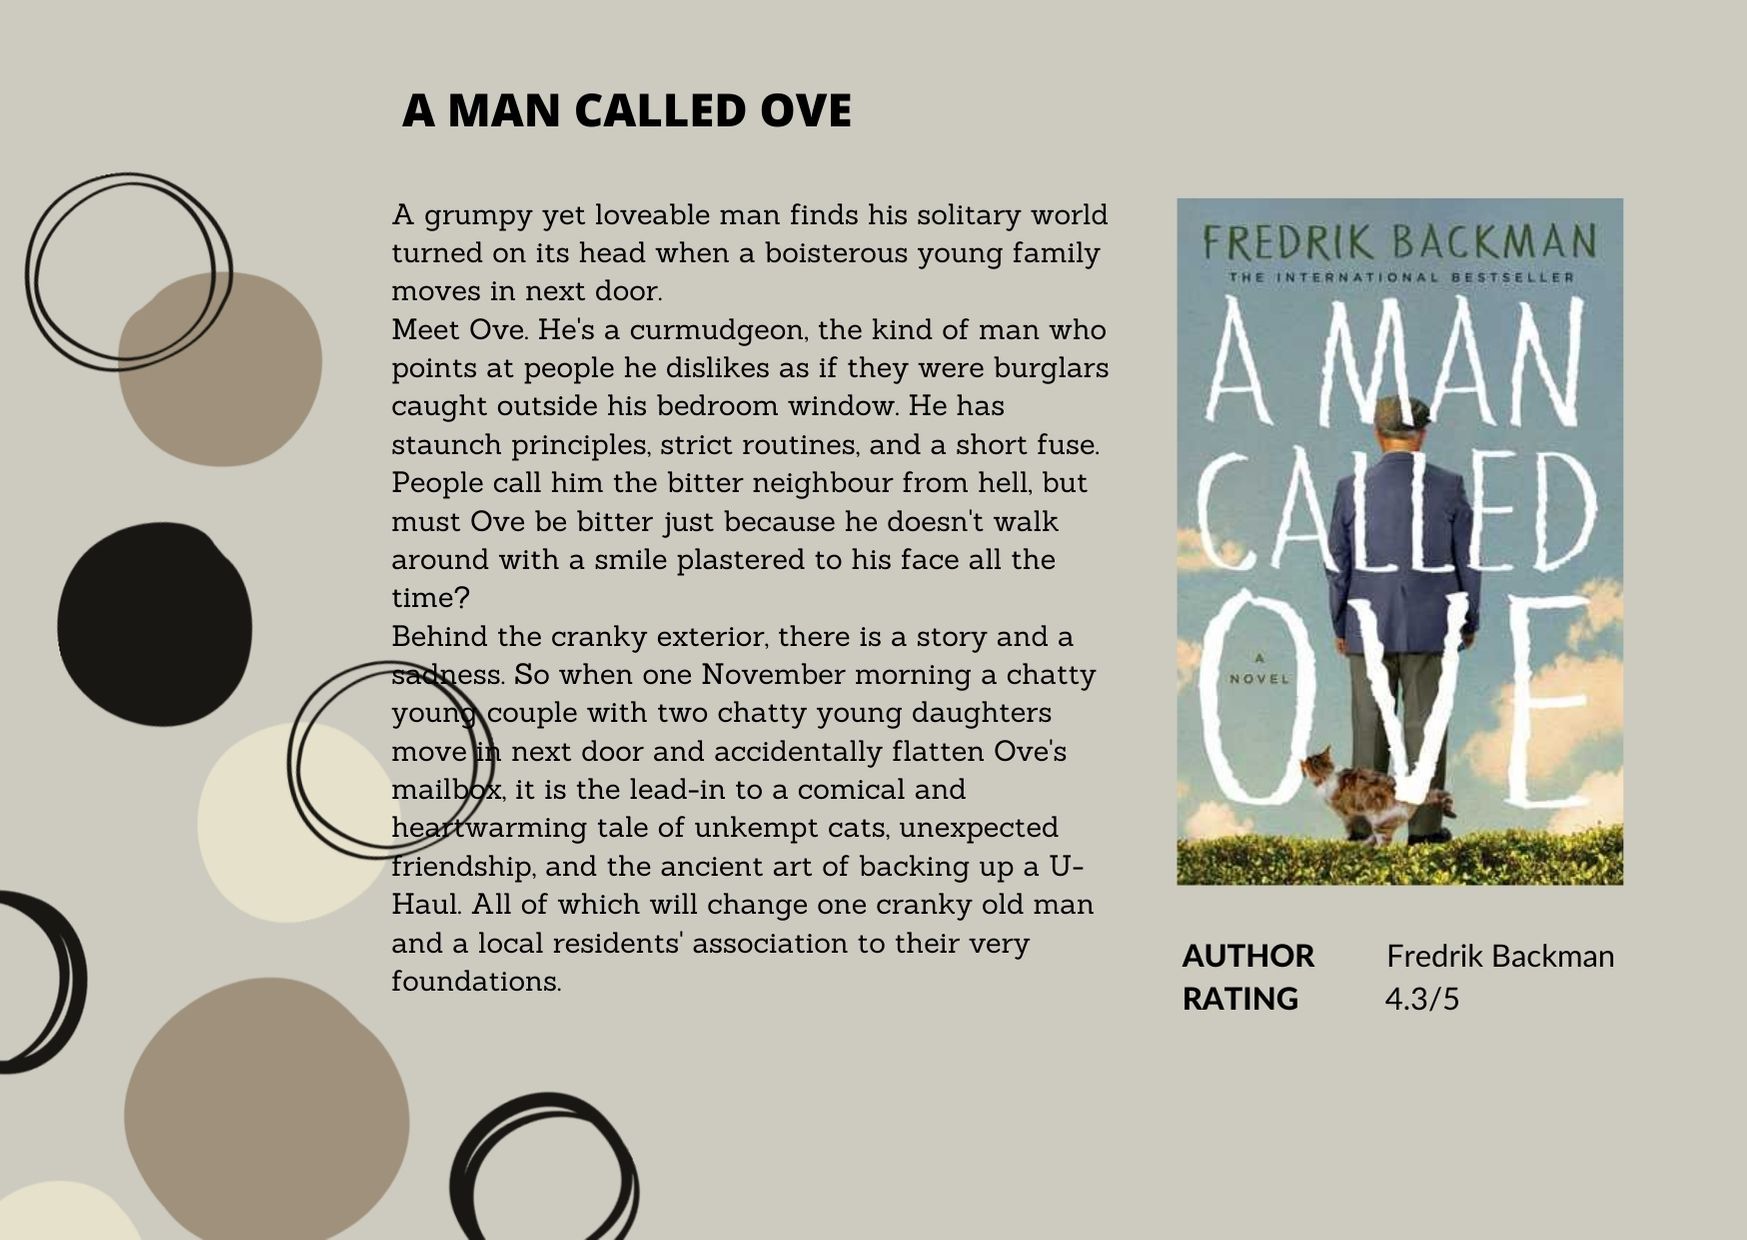 A MAN CALLED OVE
A grumpy yet loveable man finds his solitary world
turned on its head when a boisterous young family
moves in next door.
Meet Ove. He's a curmudgeon, the kind of man who
points at people he dislikes as if they were burglars
caught outside his bedroom window. He has
staunch principles, strict routines, and a short fuse.
People call him the bitter neighbour from hell, but
must Ove be bitter just because he doesn't walk
around with a smile plastered to his face all the
time?
Behind the cranky exterior, there is a story and a
sadness. So when one November morning a chatty
young couple with two chatty young daughters
move in next door and accidentally flatten Ove's
mailbox, it is the lead-in to a comical and
heartwarming tale of unkempt cats, unexpected
friendship, and the ancient art of backing up a U-
Haul. All of which will change one cranky old man
and a local residents' association to their very
foundations.
FREDRIK BACKMAN
THE INTERNATIONAL BESTSELLER
A MAN
CALLED
OVE
A
NOVEL
AUTHOR Fredrik Backman
RATING 4.3/5